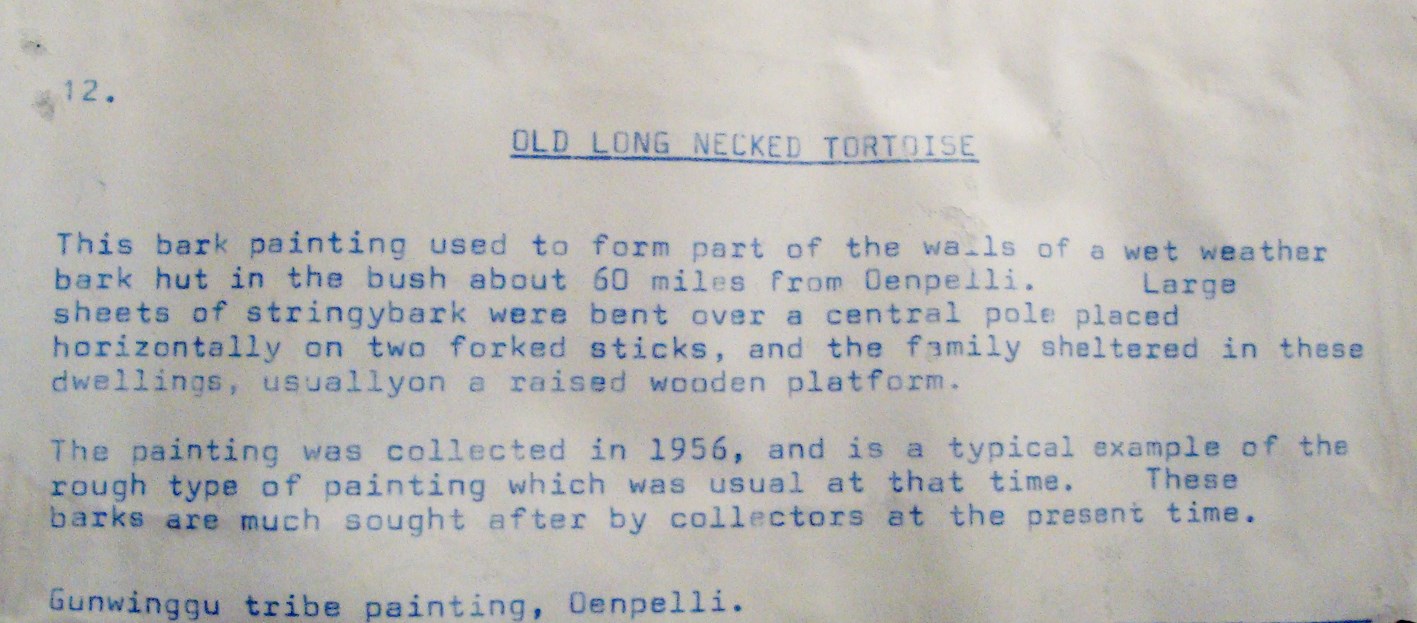 12.
OLD LONG NECKED TORTOISE
This bark painting used to form part of the walls of a wet weather
bark hut in the bush about 60 miles from Oenpelli. Large
sheets of stringybark were bent over a central pole placed
horizontally on two forked sticks, and the family sheltered in these
dwellings, usuallyon a raised wooden platform.
The painting was collected in 1956, and is a typical example of the
rough type of painting which was usual at that time. These
barks are much sought after by collectors at the present time.
Gunwinggu tribe painting, Oenpelli.